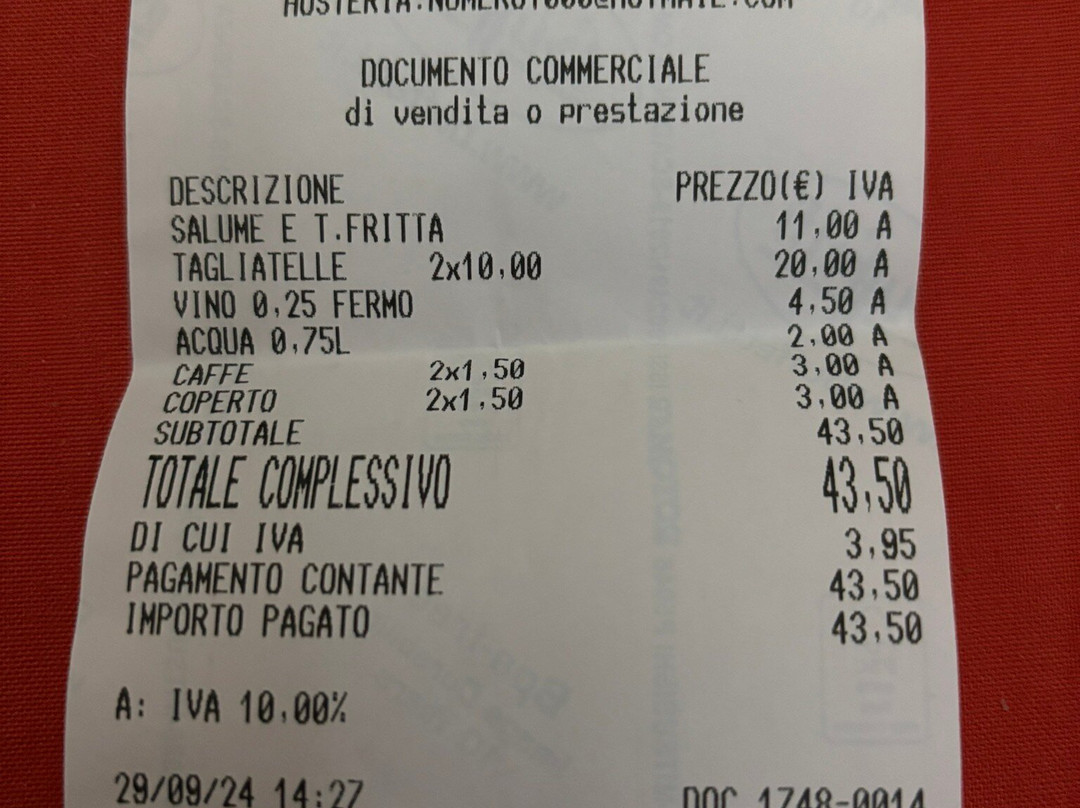 DOCUMENTO COMMERCIALE
di vendita o prestazione
DESCRIZIONE PREZZO(€) IVA
SALUME E T.FRITTA 11,00 A
TAGLIATELLE 2x10,00 20,00 A
VINO 0,25 FERMO 4,50 A
ACQUA 0,75L 2,00 A
CAFFE 2x1,50 3,00 A
COPERTO 2x1,50 3,00 A
SUBTOTALE 43,50
TOTALE COMPLESSIVO 43,50
DI CUI IVA 3,95
PAGAMENTO CONTANTE 43,50
IMPORTO PAGATO 43,50
A: IVA 10,00%
29/09/24 14:27 DOC 1748-0014